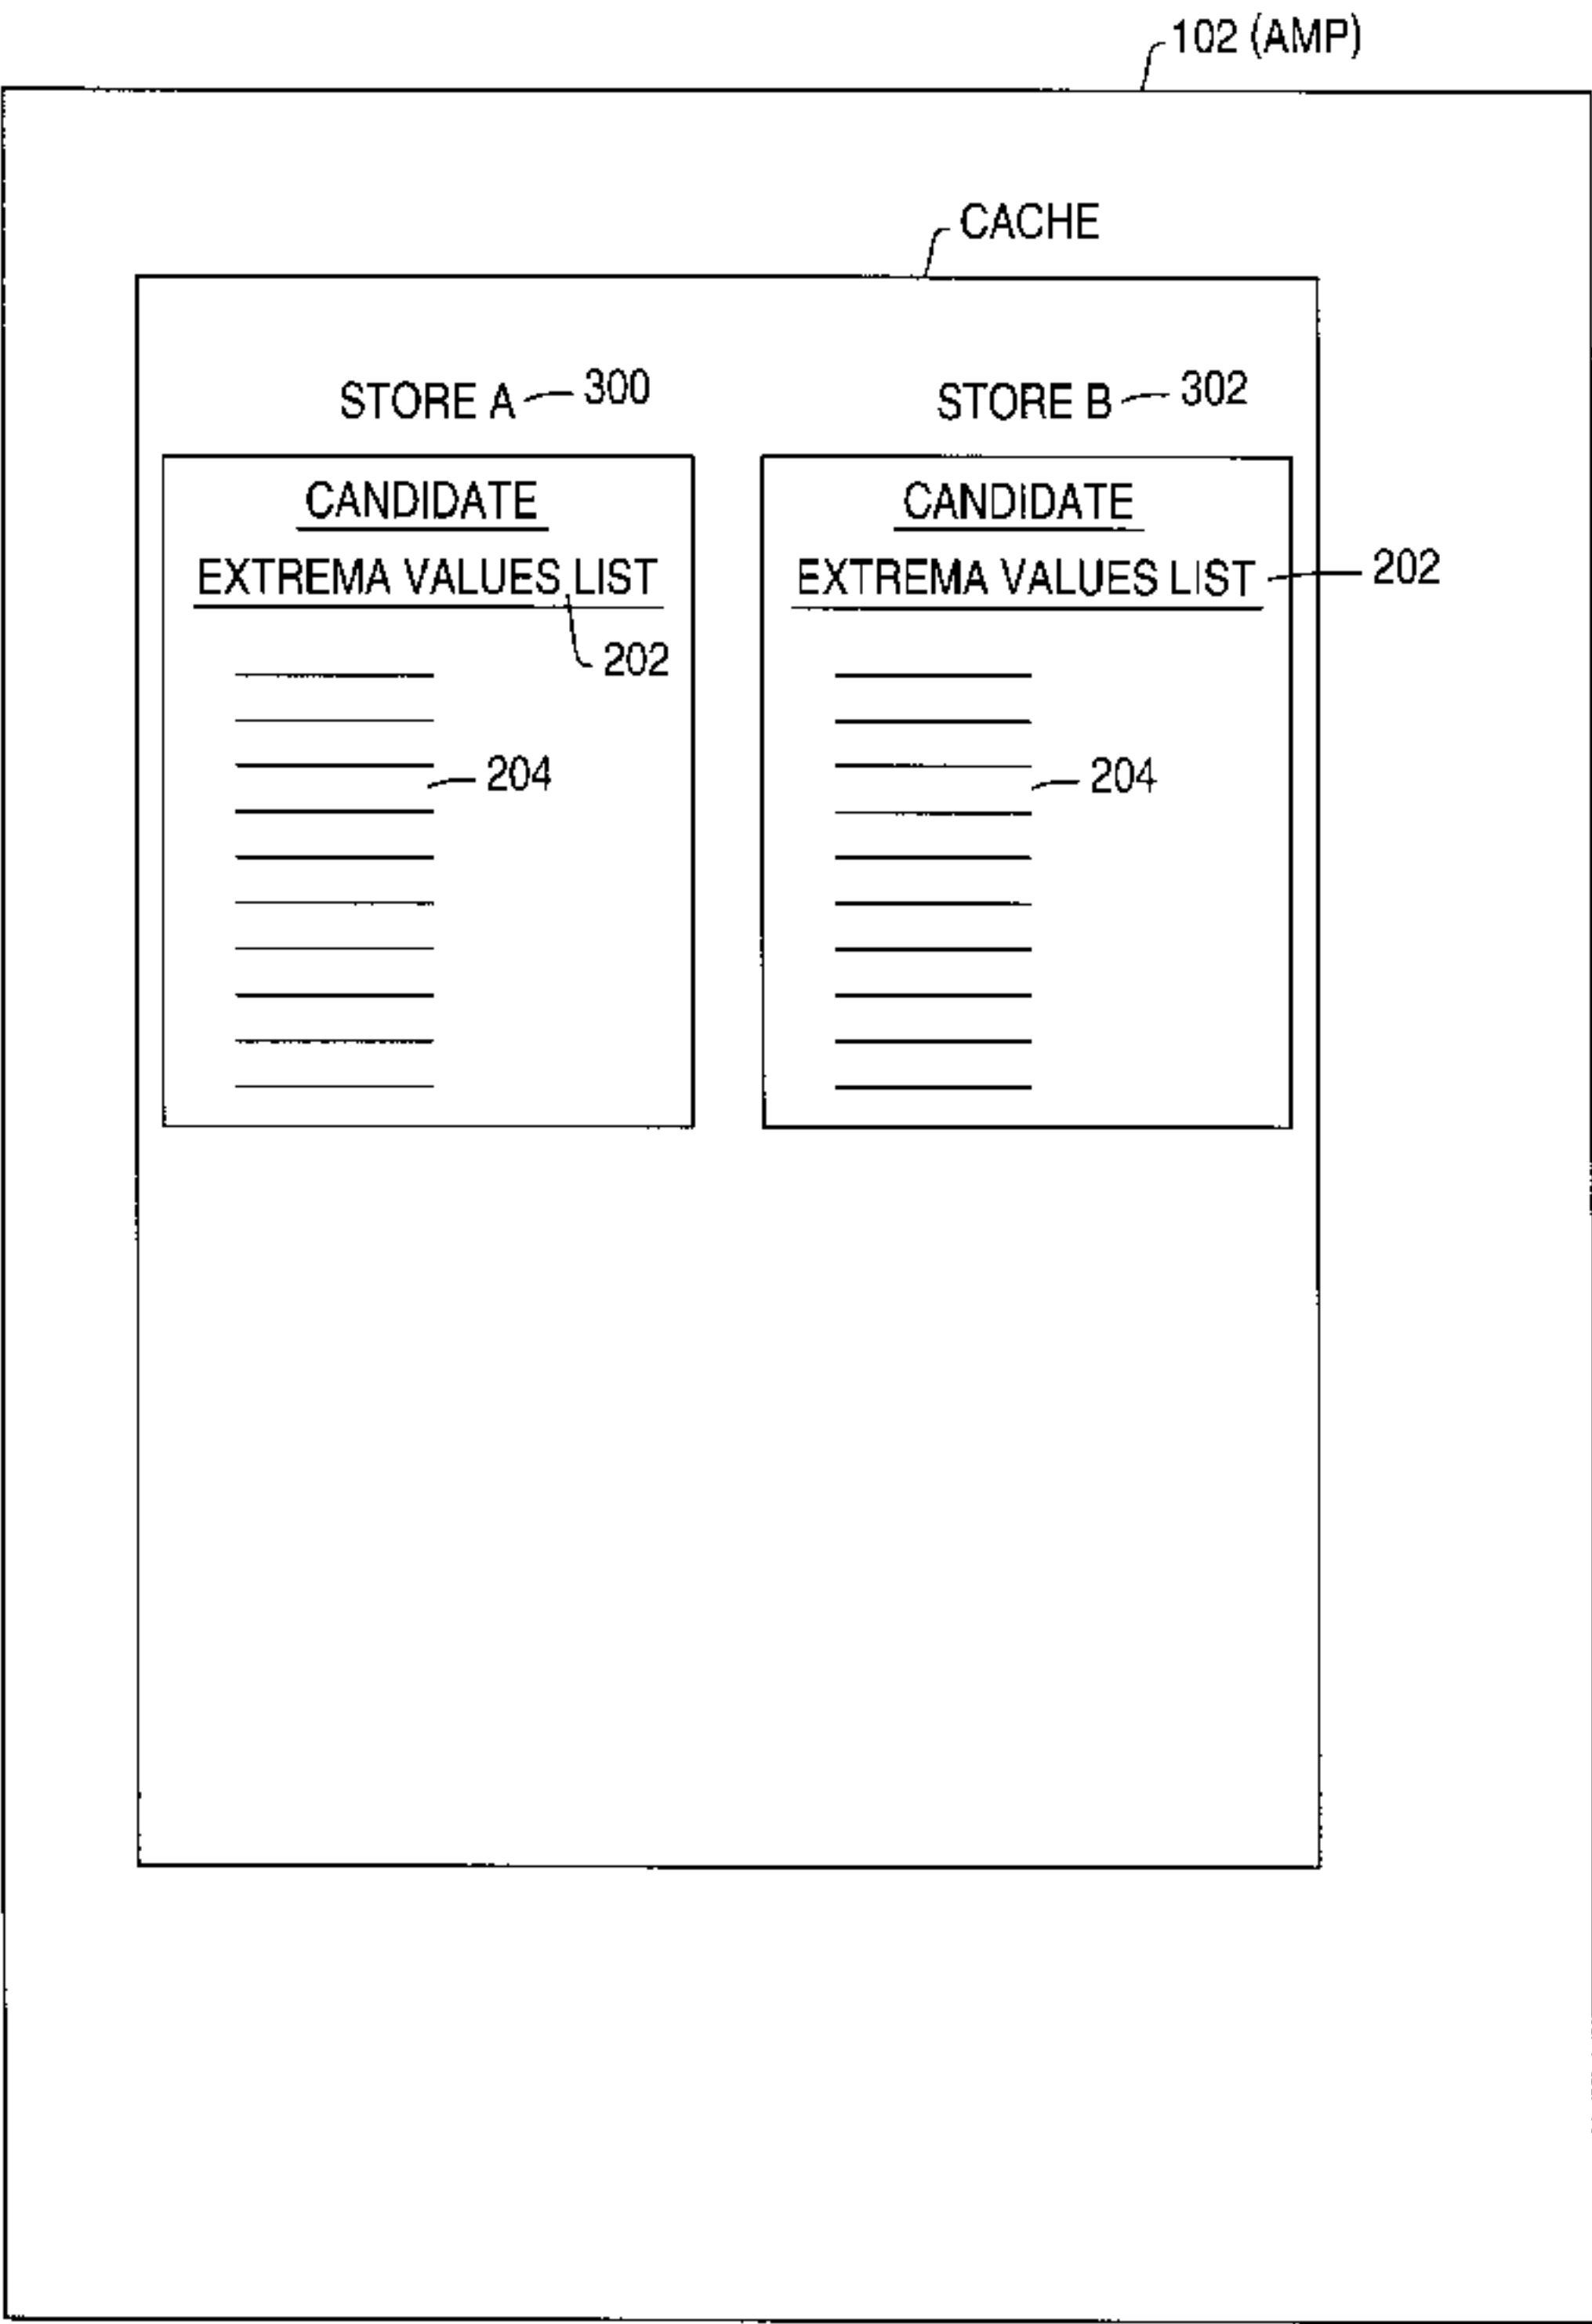 102 (AMP)
CACHE
STORE A 300
STORE B 302
CANDIDATE
EXTREMA VALUES LIST
202
204
CANDIDATE
EXTREMA VALUES LIST 202
204